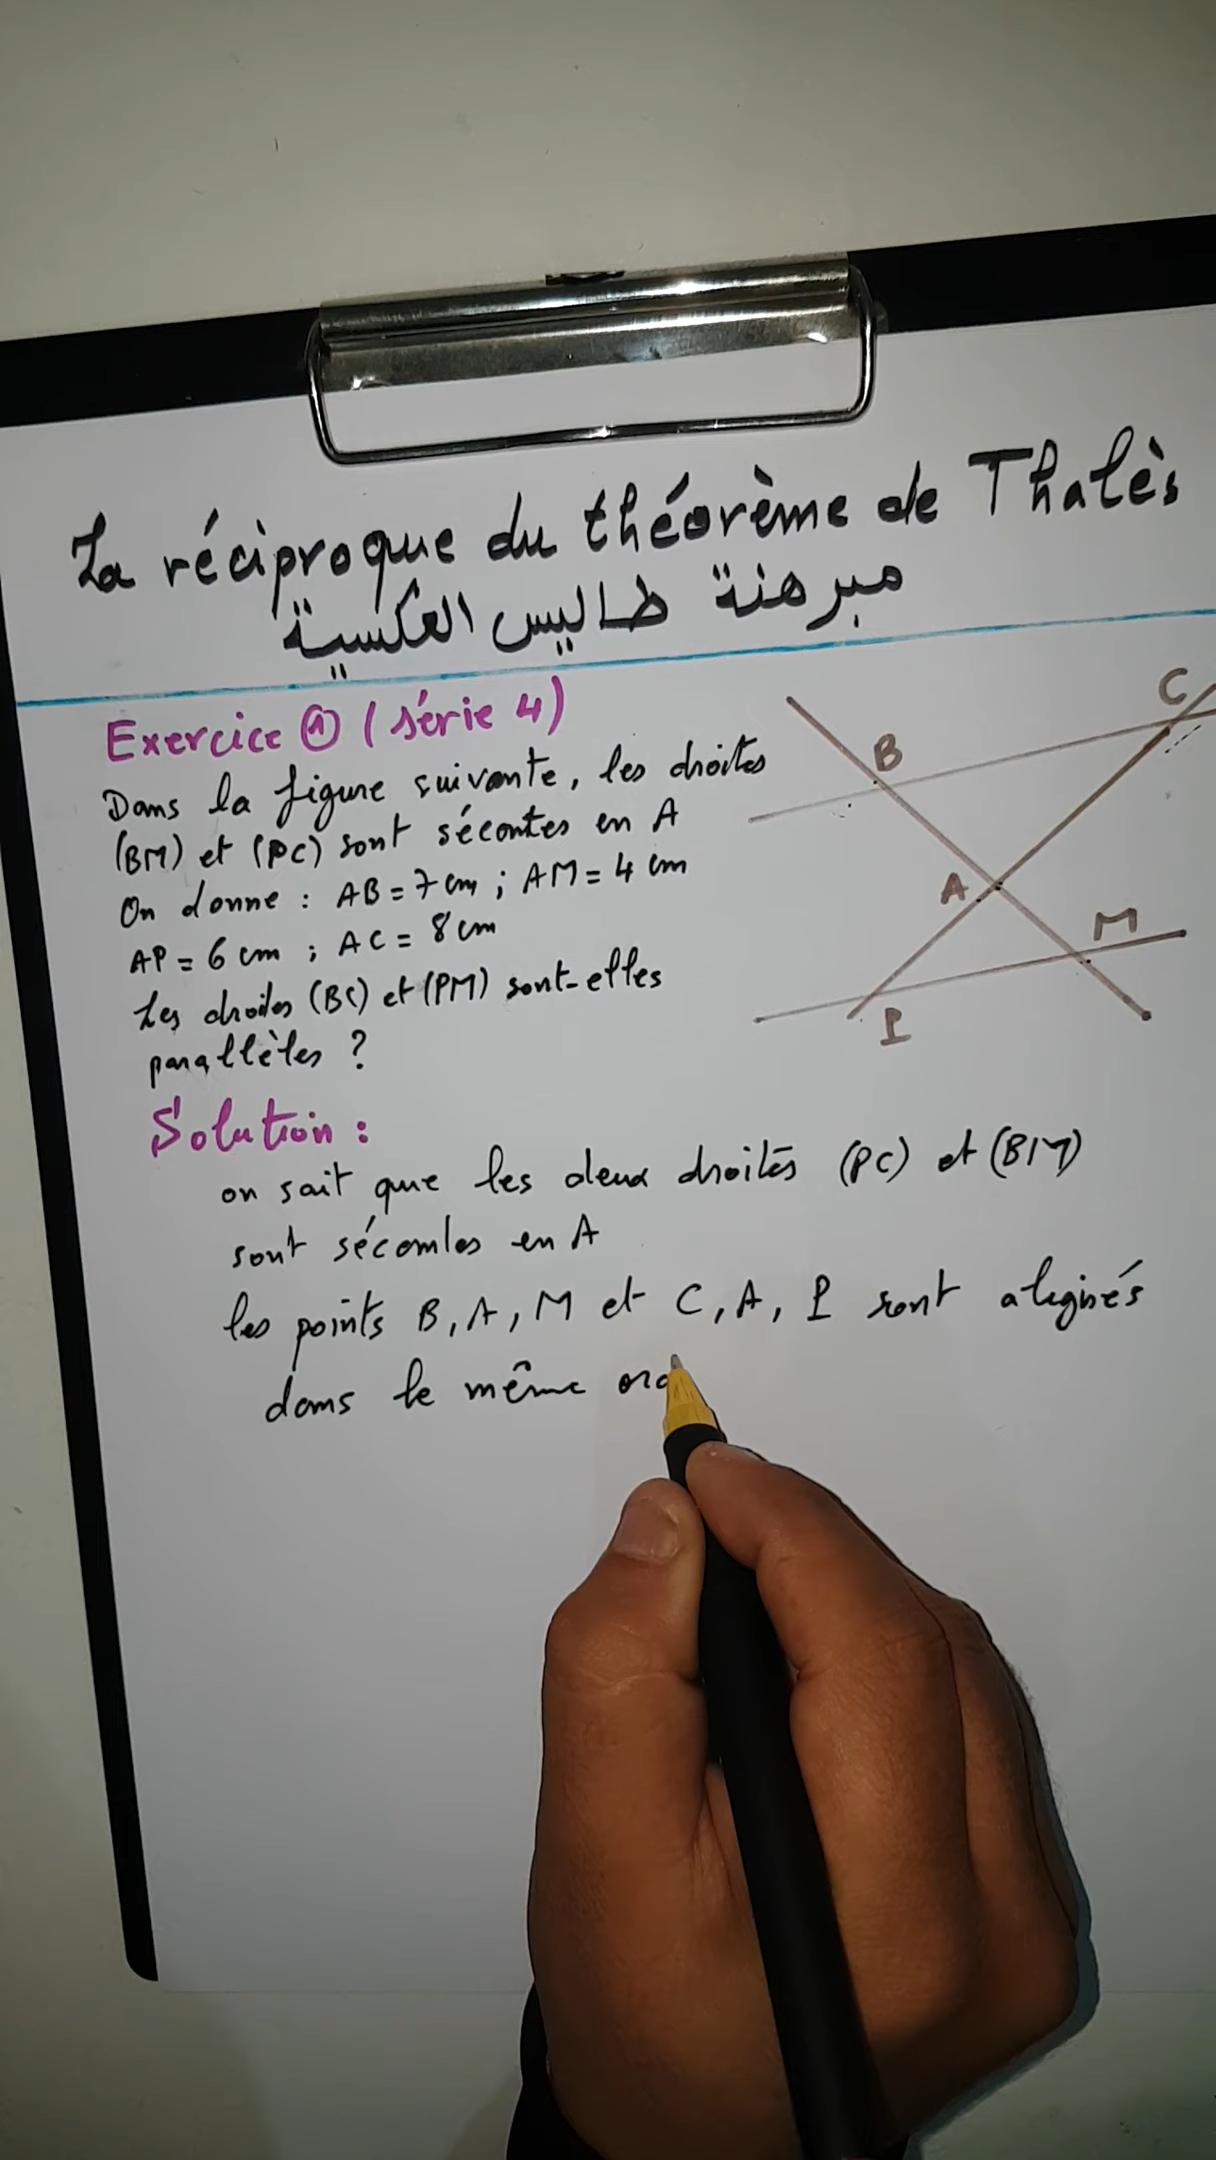 La réciproque du théorème de Thalès
مبرهنة طاليس العكسية
Exercice ① (série 4)
Dans la figure suivante, les droites
(BM) et (PC) sont sécantes en A
On donne : AB = 7 cm ; AM = 4 cm
AP = 6 cm ; AC = 8 cm
Les droites (BC) et (PM) sont-elles
parallèles ?
C
B
A
M
P
Solution :
on sait que les deux droites (PC) et (BM)
sont sécantes en A
les points B, A, M et C, A, P sont alignés
dans le même ord